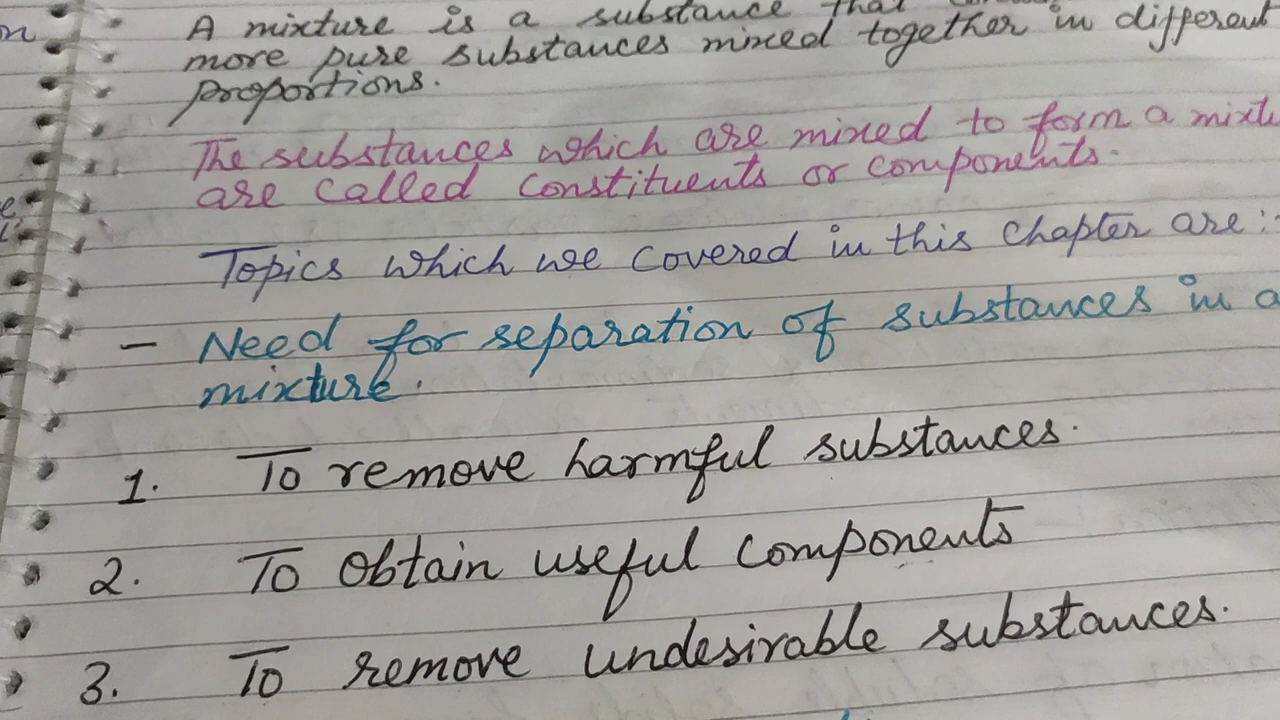 A mixture is a substance that
more pure substances mixed together in different
proportions.
The substances which are mixed to form a mixtu
are called constituents or components.
Topics which we covered in this chapter are:
- Need for separation of substances in a
mixture.
1. To remove harmful substances.
2. To obtain useful components
3. To remove undesirable substances.